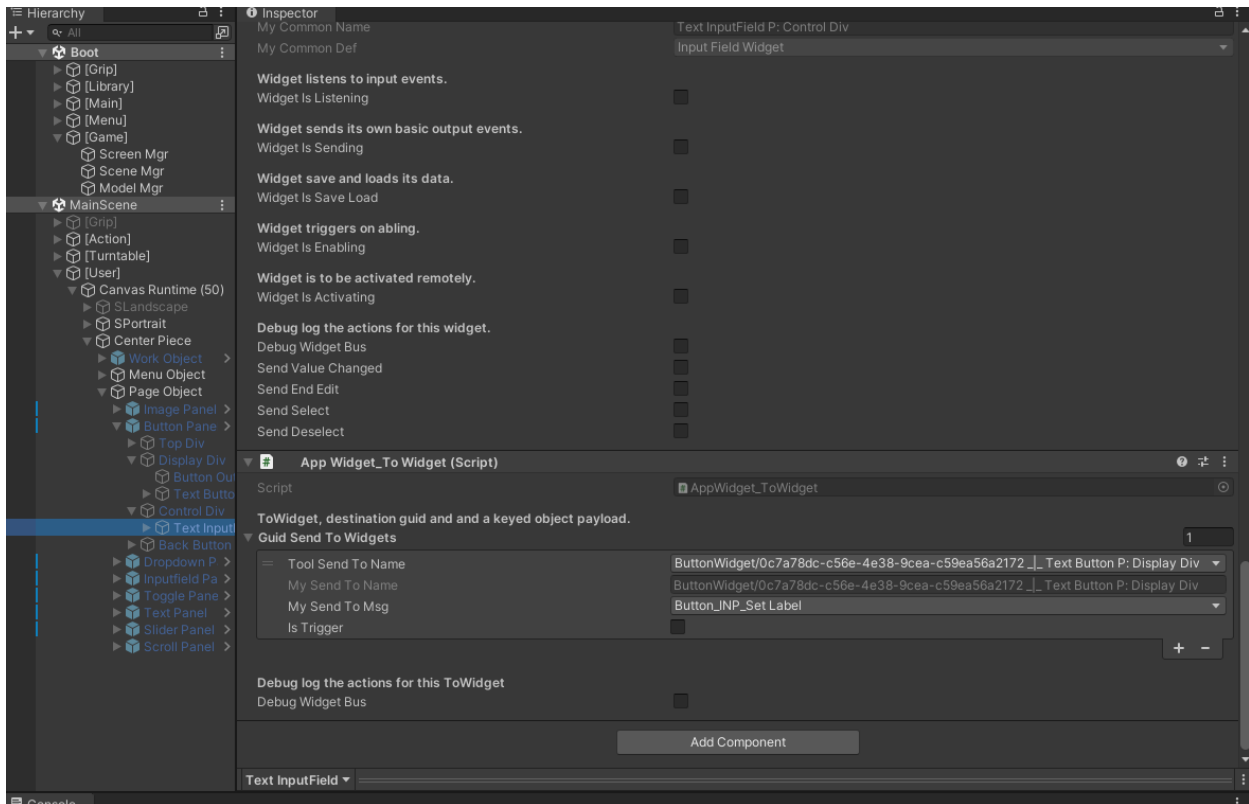 Hierarchy
All
Boot
[Grip]
[Library]
[Main]
[Menu]
[Game]
Screen Mgr
Scene Mgr
Model Mgr
MainScene
[Grip]
[Action]
[Turntable]
[User]
Canvas Runtime (50)
SLandscape
SPortrait
Center Piece
Work Object
Menu Object
Page Object
Image Panel
Button Pane
Top Div
Display Div
Button Ou
Text Butto
Control Div
Text Input
Back Button
Dropdown P
Inputfield Pa
Toggle Pane
Text Panel
Slider Panel
Scroll Panel
Inspector
My Common Name Text InputField P: Control Div
My Common Def Input Field Widget
Widget listens to input events.
Widget Is Listening
Widget sends its own basic output events.
Widget Is Sending
Widget save and loads its data.
Widget Is Save Load
Widget triggers on abling.
Widget Is Enabling
Widget is to be activated remotely.
Widget Is Activating
Debug log the actions for this widget.
Debug Widget Bus
Send Value Changed
Send End Edit
Send Select
Send Deselect
# App Widget_To Widget (Script)
Script AppWidget_ToWidget
ToWidget, destination guid and and a keyed object payload.
Guid Send To Widgets 1
Tool Send To Name ButtonWidget/0c7a78dc-c56e-4e38-9cea-c59ea56a2172 _|_ Text Button P: Display Div
My Send To Name ButtonWidget/0c7a78dc-c56e-4e38-9cea-c59ea56a2172 _|_ Text Button P: Display Div
My Send To Msg Button_INP_Set Label
Is Trigger
+ −
Debug log the actions for this ToWidget
Debug Widget Bus
Add Component
Text InputField
Console